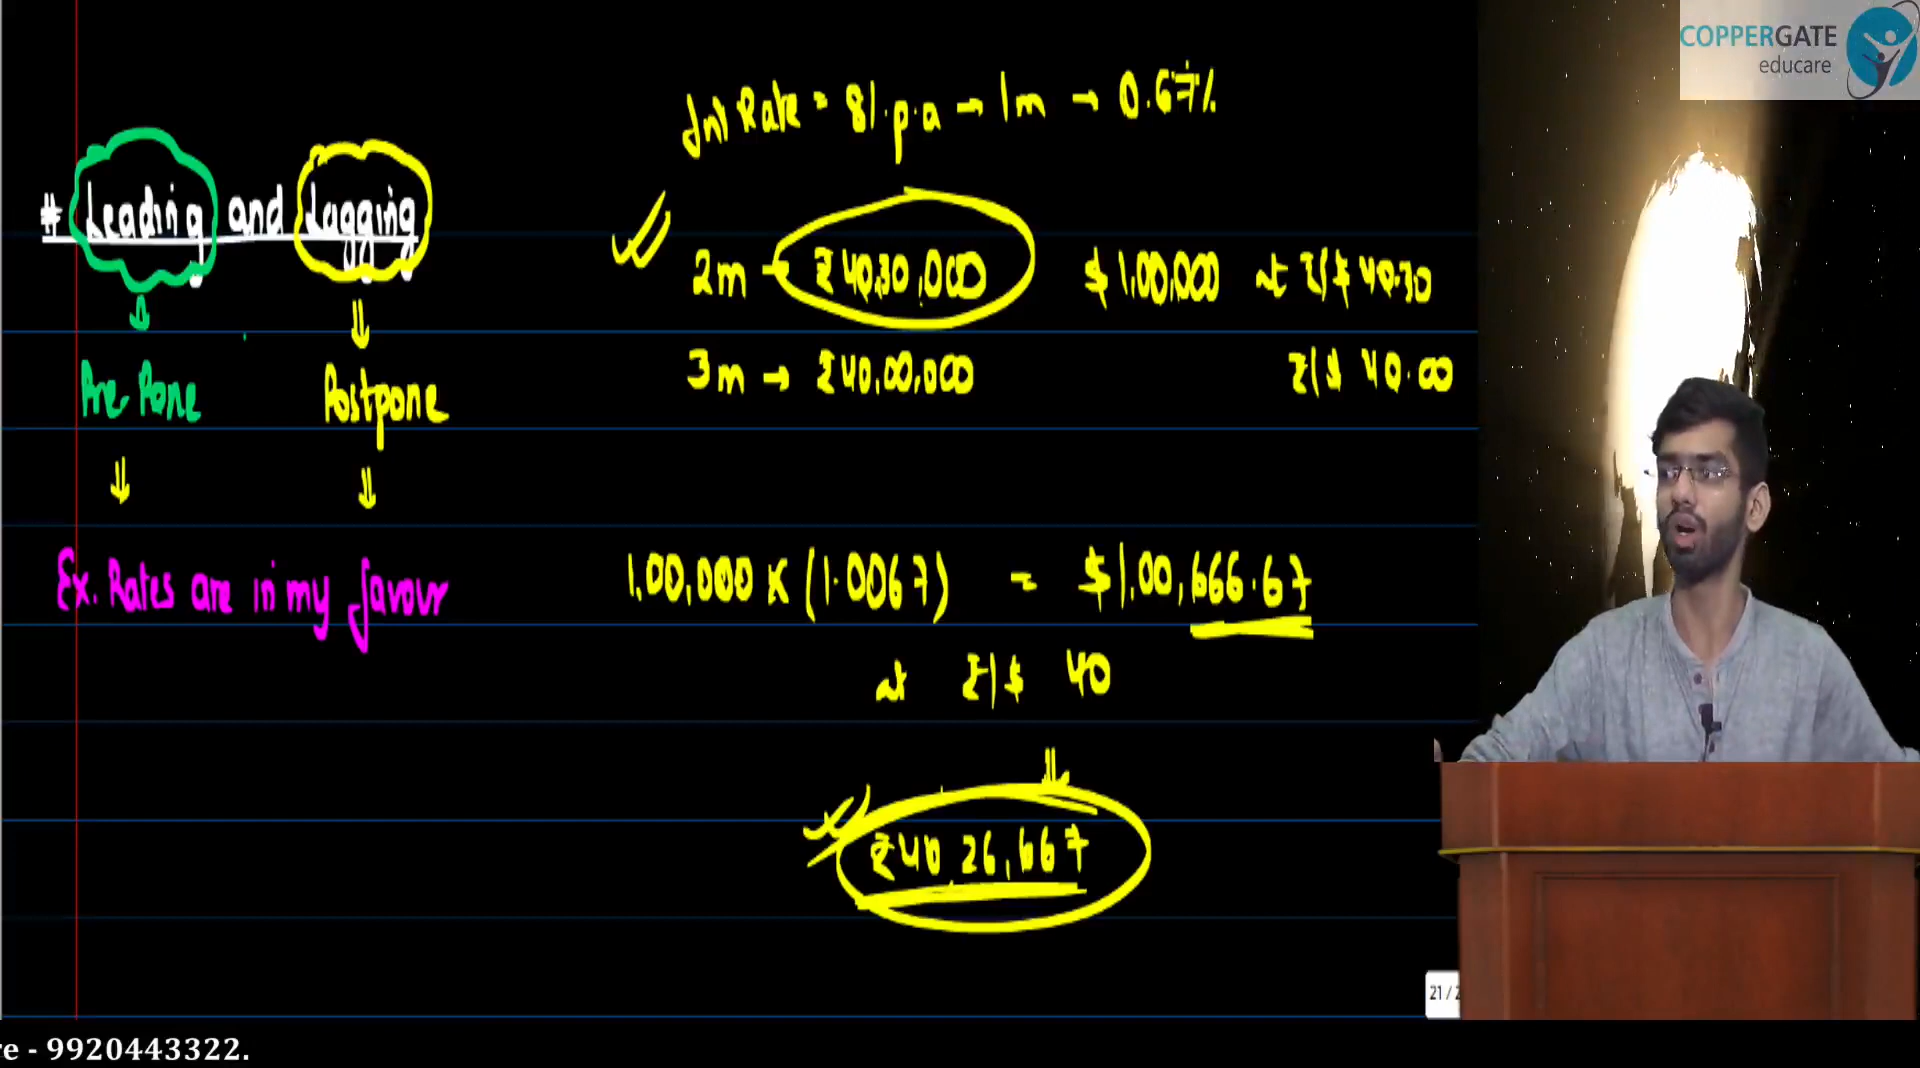 COPPERGATE
educare
Int Rate = 8%.p.a → 1m → 0.67%
# Leading and Lagging
2m → ₹40,30,000 $1,00,000 at ₹/$ 40.30
3m → ₹40,00,000 ₹/$ 40.00
Pre Pone Postpone
Ex. Rates are in my favour
1,00,000 x (1.0067) = $1,00,666.67
at ₹/$ 40
₹40,26,667
21 / 2
re - 9920443322.